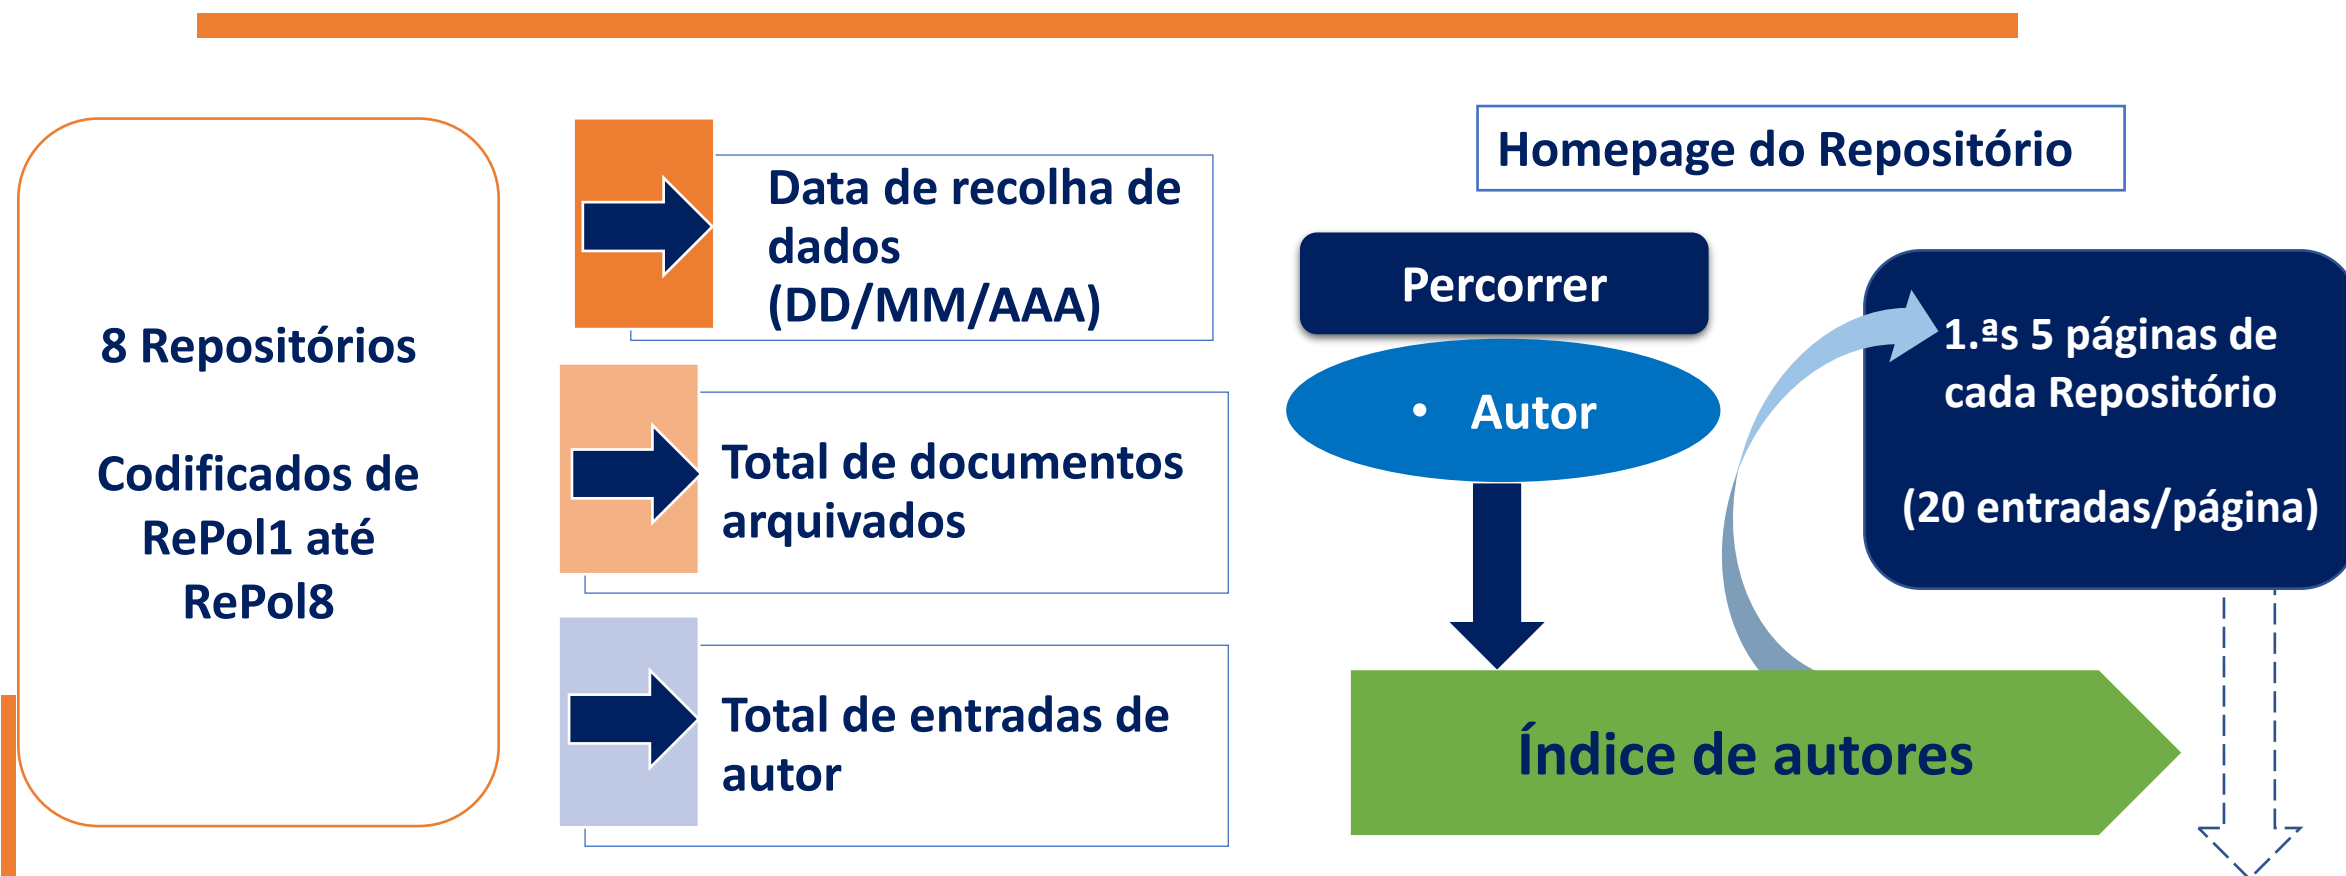 8 Repositórios
Codificados de
RePol1 até
RePol8
Data de recolha de
dados
(DD/MM/AAA)
Total de documentos
arquivados
Total de entradas de
autor
Homepage do Repositório
Percorrer
• Autor
Índice de autores
1.ªs 5 páginas de
cada Repositório
(20 entradas/página)